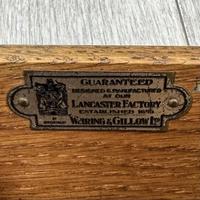 GUARANTEED
DESIGNED & MANUFACTURED
AT OUR
LANCASTER FACTORY
ESTABLISHED 1695
WARING & GILLOW LTD